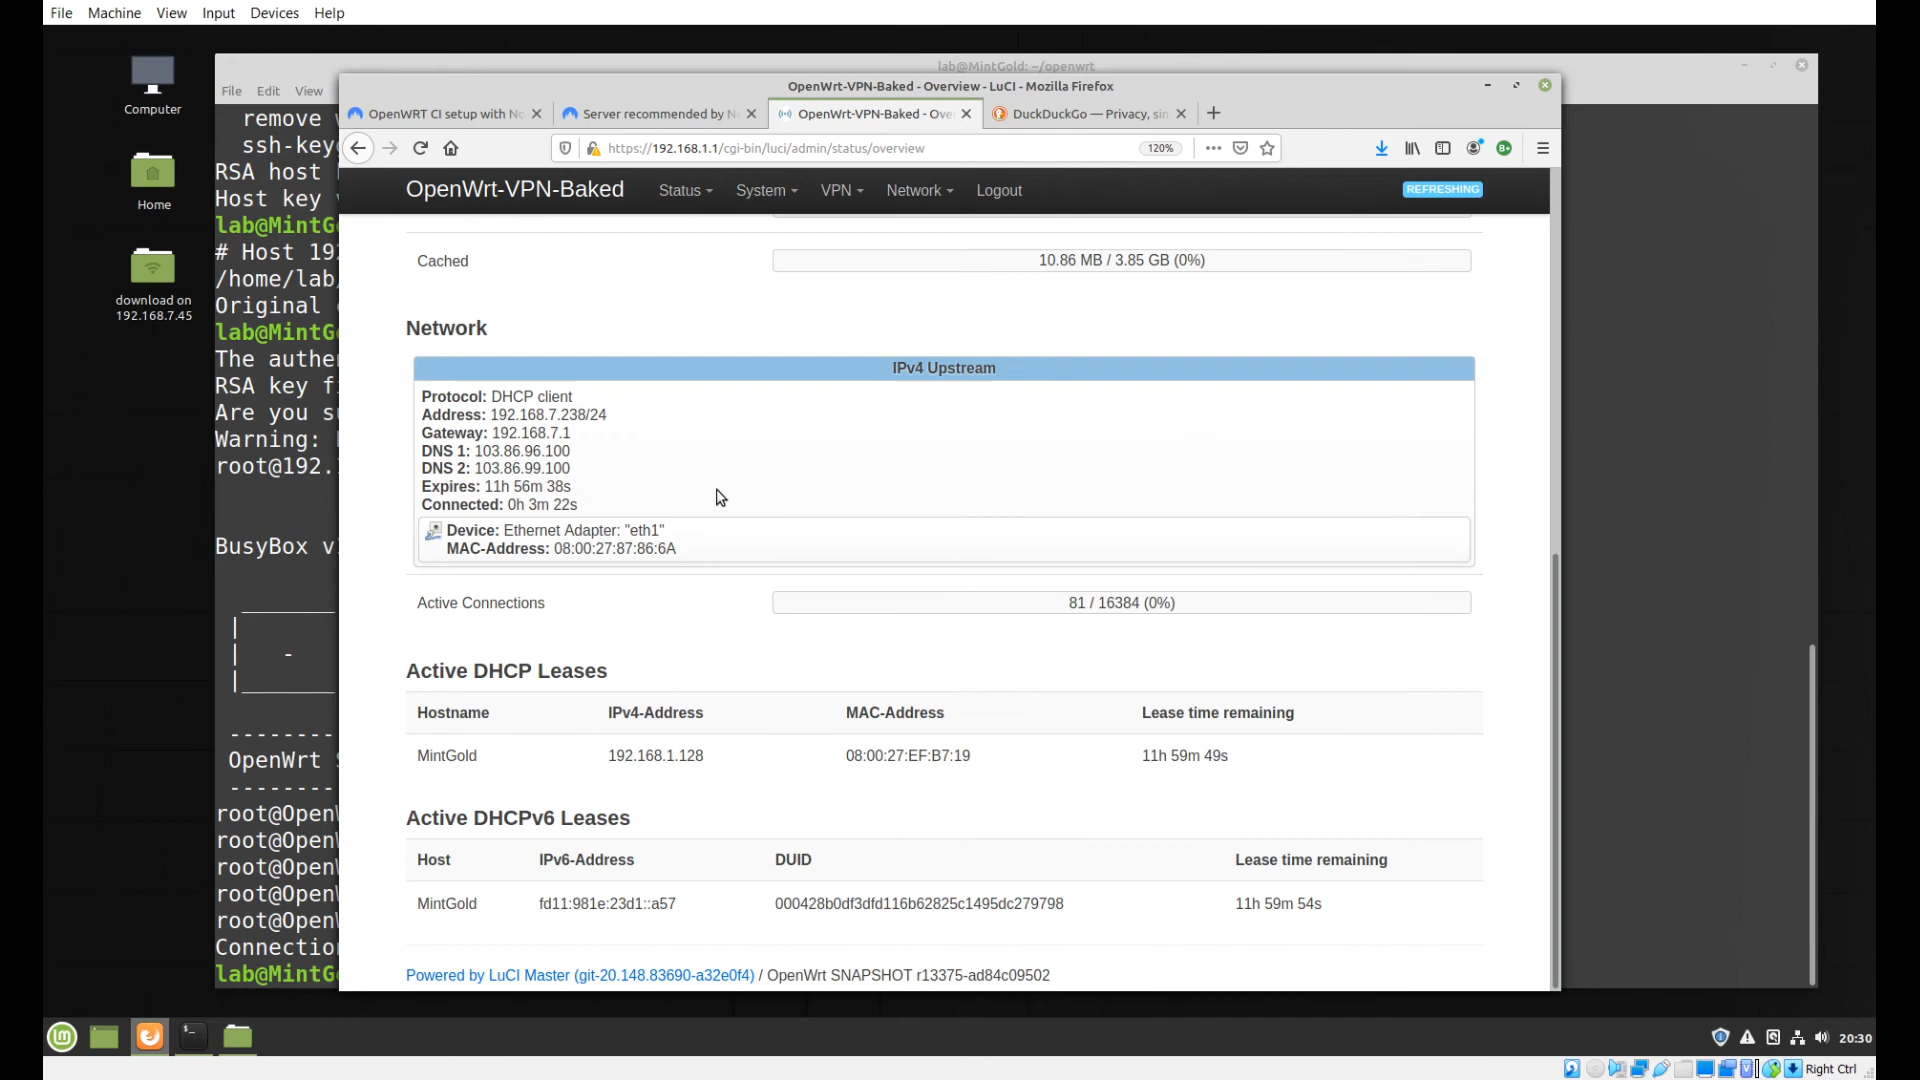 File Machine View Input Devices Help
lab@MintGold: ~/openwrt
OpenWrt-VPN-Baked - Overview - LuCI - Mozilla Firefox
File Edit View
OpenWRT CI setup with No
Server recommended by No
OpenWrt-VPN-Baked - Ove
DuckDuckGo — Privacy, sim
https://192.168.1.1/cgi-bin/luci/admin/status/overview
120%
OpenWrt-VPN-Baked Status System VPN Network Logout
REFRESHING
Computer
Home
download on
192.168.7.45
remove
ssh-key
RSA host
Host key
lab@MintG
# Host 19
/home/lab
Original
lab@MintG
The authe
RSA key f
Are you s
Warning:
root@192.
BusyBox v
OpenWrt
root@Open
root@Open
root@Open
root@Open
root@Open
Connectio
lab@MintG
Cached
10.86 MB / 3.85 GB (0%)
Network
IPv4 Upstream
Protocol: DHCP client
Address: 192.168.7.238/24
Gateway: 192.168.7.1
DNS 1: 103.86.96.100
DNS 2: 103.86.99.100
Expires: 11h 56m 38s
Connected: 0h 3m 22s
Device: Ethernet Adapter: "eth1"
MAC-Address: 08:00:27:87:86:6A
Active Connections
81 / 16384 (0%)
Active DHCP Leases
Hostname IPv4-Address MAC-Address Lease time remaining
MintGold 192.168.1.128 08:00:27:EF:B7:19 11h 59m 49s
Active DHCPv6 Leases
Host IPv6-Address DUID Lease time remaining
MintGold fd11:981e:23d1::a57 000428b0df3dfd116b62825c1495dc279798 11h 59m 54s
Powered by LuCI Master (git-20.148.83690-a32e0f4) / OpenWrt SNAPSHOT r13375-ad84c09502
20:30
Right Ctrl